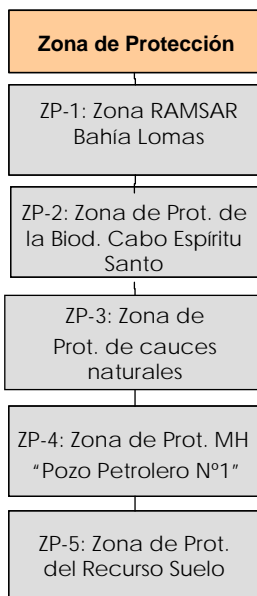 Zona de Protección
ZP-1: Zona RAMSAR
Bahía Lomas
ZP-2: Zona de Prot. de
la Biod. Cabo Espíritu
Santo
ZP-3: Zona de
Prot. de cauces
naturales
ZP-4: Zona de Prot. MH
“Pozo Petrolero Nº1”
ZP-5: Zona de Prot.
del Recurso Suelo